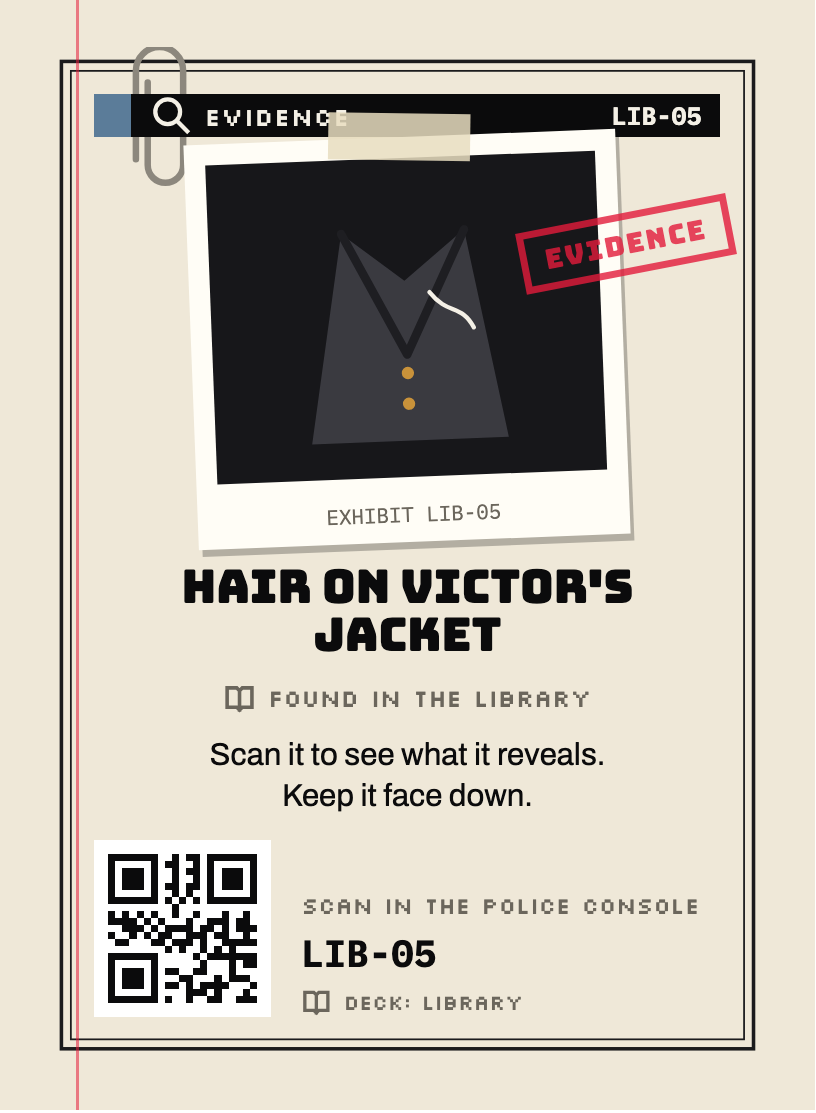 EVIDENCE
LIB-05
EVIDENCE
EXHIBIT LIB-05
HAIR ON VICTOR'S
JACKET
FOUND IN THE LIBRARY
Scan it to see what it reveals.
Keep it face down.
SCAN IN THE POLICE CONSOLE
LIB-05
DECK: LIBRARY